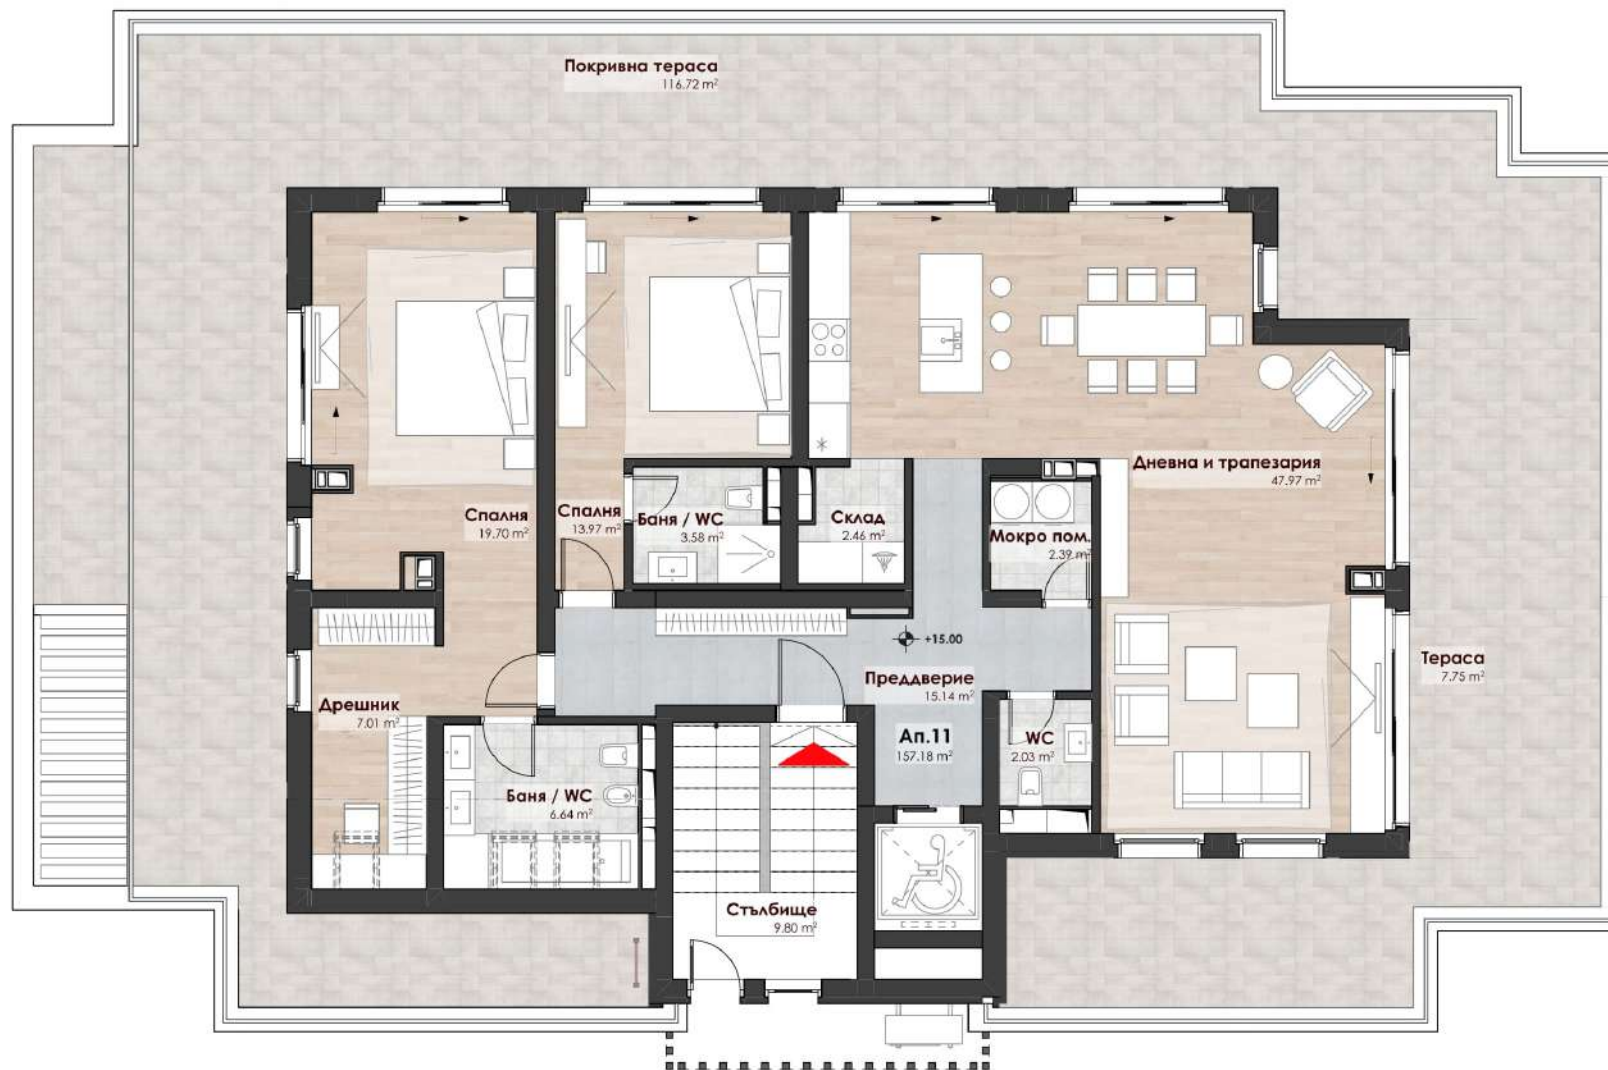 Покривна тераса
116.72 m²
Спалня
19.70 m²
Спалня
13.97 m²
Баня / WC
3.58 m²
Склад
2.46 m²
Мокро пом.
2.39 m²
Дневна и трапезария
47.97 m²
+15.00
Преддверие
15.14 m²
Тераса
7.75 m²
Дрешник
7.01 m²
Ап.11
157.18 m²
WC
2.03 m²
Баня / WC
6.64 m²
Стълбище
9.80 m²